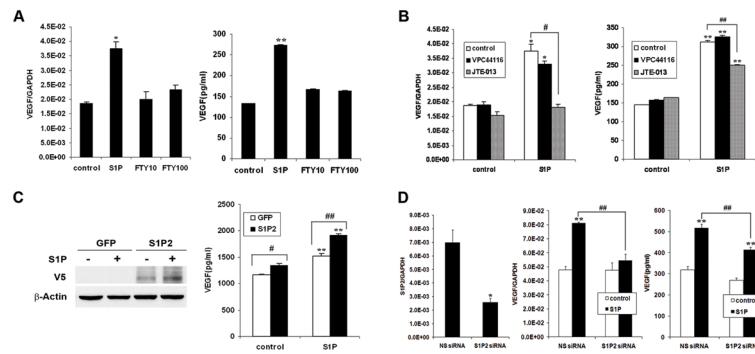 A
VEGF/GAPDH
4.5E-02
4.0E-02
3.5E-02
3.0E-02
2.5E-02
2.0E-02
1.5E-02
1.0E-02
5.0E-03
0.0E+00
*
control S1P FTY10 FTY100
VEGF(pg/ml)
300
250
200
150
100
50
0
**
control S1P FTY10 FTY100
B
VEGF/GAPDH
4.5E-02
4.0E-02
3.5E-02
3.0E-02
2.5E-02
2.0E-02
1.5E-02
1.0E-02
5.0E-03
0.0E+00
control
VPC44116
JTE-013
#
*
*
control S1P
VEGF(pg/ml)
350
300
250
200
150
100
50
0
control
VPC44116
JTE-013
##
** **
**
control S1P
C
GFP S1P2
S1P - + - +
V5
β-Actin
VEGF(pg/ml)
2500
2000
1500
1000
500
0
GFP
S1P2
#
##
**
**
control S1P
D
S1P2/GAPDH
8.0E-03
7.0E-03
6.0E-03
5.0E-03
4.0E-03
3.0E-03
2.0E-03
1.0E-03
0.0E+00
*
NS siRNA S1P2 siRNA
VEGF/GAPDH
9.0E-02
8.0E-02
7.0E-02
6.0E-02
5.0E-02
4.0E-02
3.0E-02
2.0E-02
1.0E-02
0.0E+00
##
**
control
S1P
NS siRNA S1P2 siRNA
VEGF(pg/ml)
600
500
400
300
200
100
0
##
**
**
control
S1P
NS siRNA S1P2 siRNA